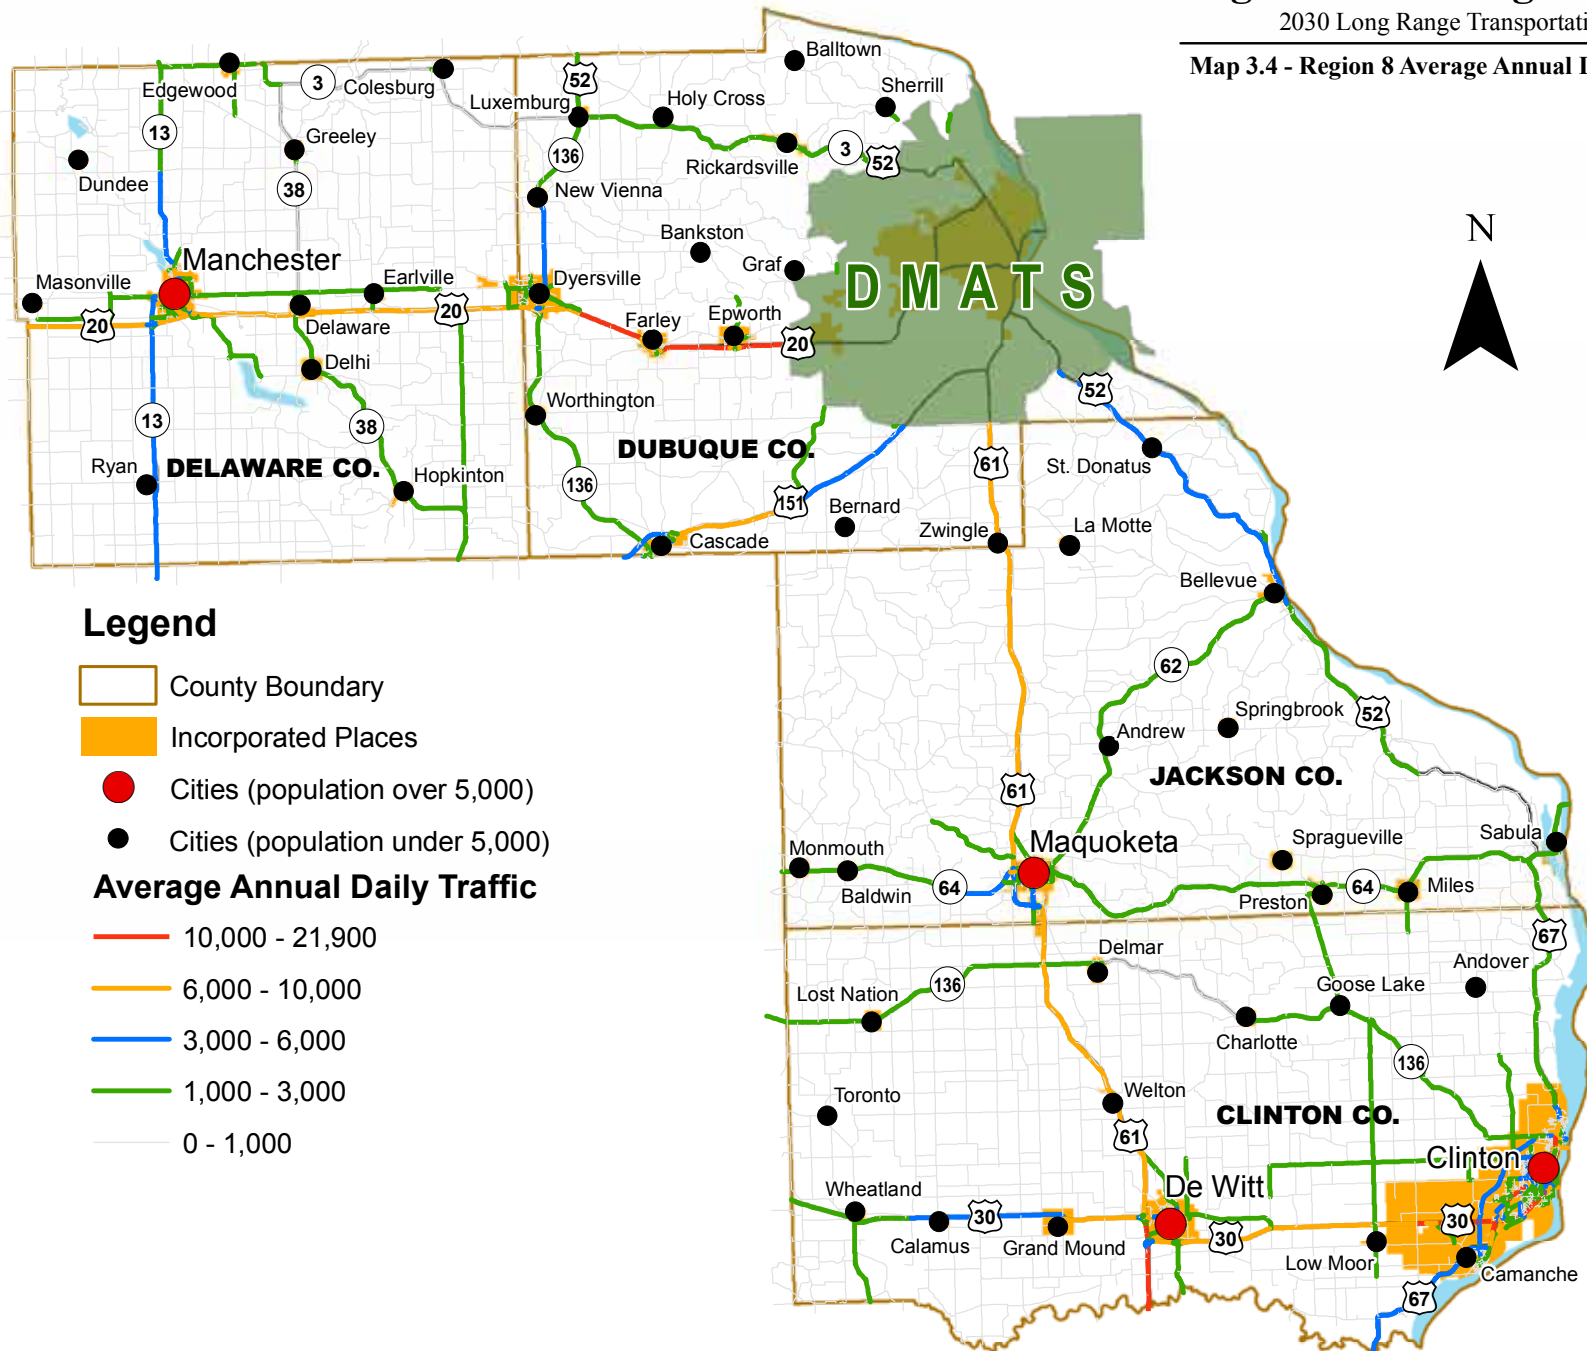 2030 Long Range Transportati
Map 3.4 - Region 8 Average Annual D
N
Balltown
Edgewood
3
Colesburg
52
Sherrill
Luxemburg
Holy Cross
13
Greeley
136
Rickardsville
3
52
Dundee
38
New Vienna
Bankston
Manchester
Graf
Masonville
Earlville
Dyersville
DMATS
20
Delaware
20
Farley
Epworth
20
Delhi
52
13
38
Worthington
DUBUQUE CO.
St. Donatus
Ryan
DELAWARE CO.
Hopkinton
136
151
61
Bernard
La Motte
Cascade
Zwingle
Bellevue
Legend
County Boundary
Incorporated Places
Cities (population over 5,000)
Cities (population under 5,000)
Average Annual Daily Traffic
10,000 - 21,900
6,000 - 10,000
3,000 - 6,000
1,000 - 3,000
0 - 1,000
62
Springbrook
52
Andrew
JACKSON CO.
61
Maquoketa
Spragueville
Sabula
Monmouth
Baldwin
64
Preston
64
Miles
67
Delmar
Andover
136
Lost Nation
Goose Lake
Charlotte
136
Toronto
Welton
CLINTON CO.
61
Clinton
De Witt
Wheatland
30
30
30
Calamus
Grand Mound
Low Moor
Camanche
67